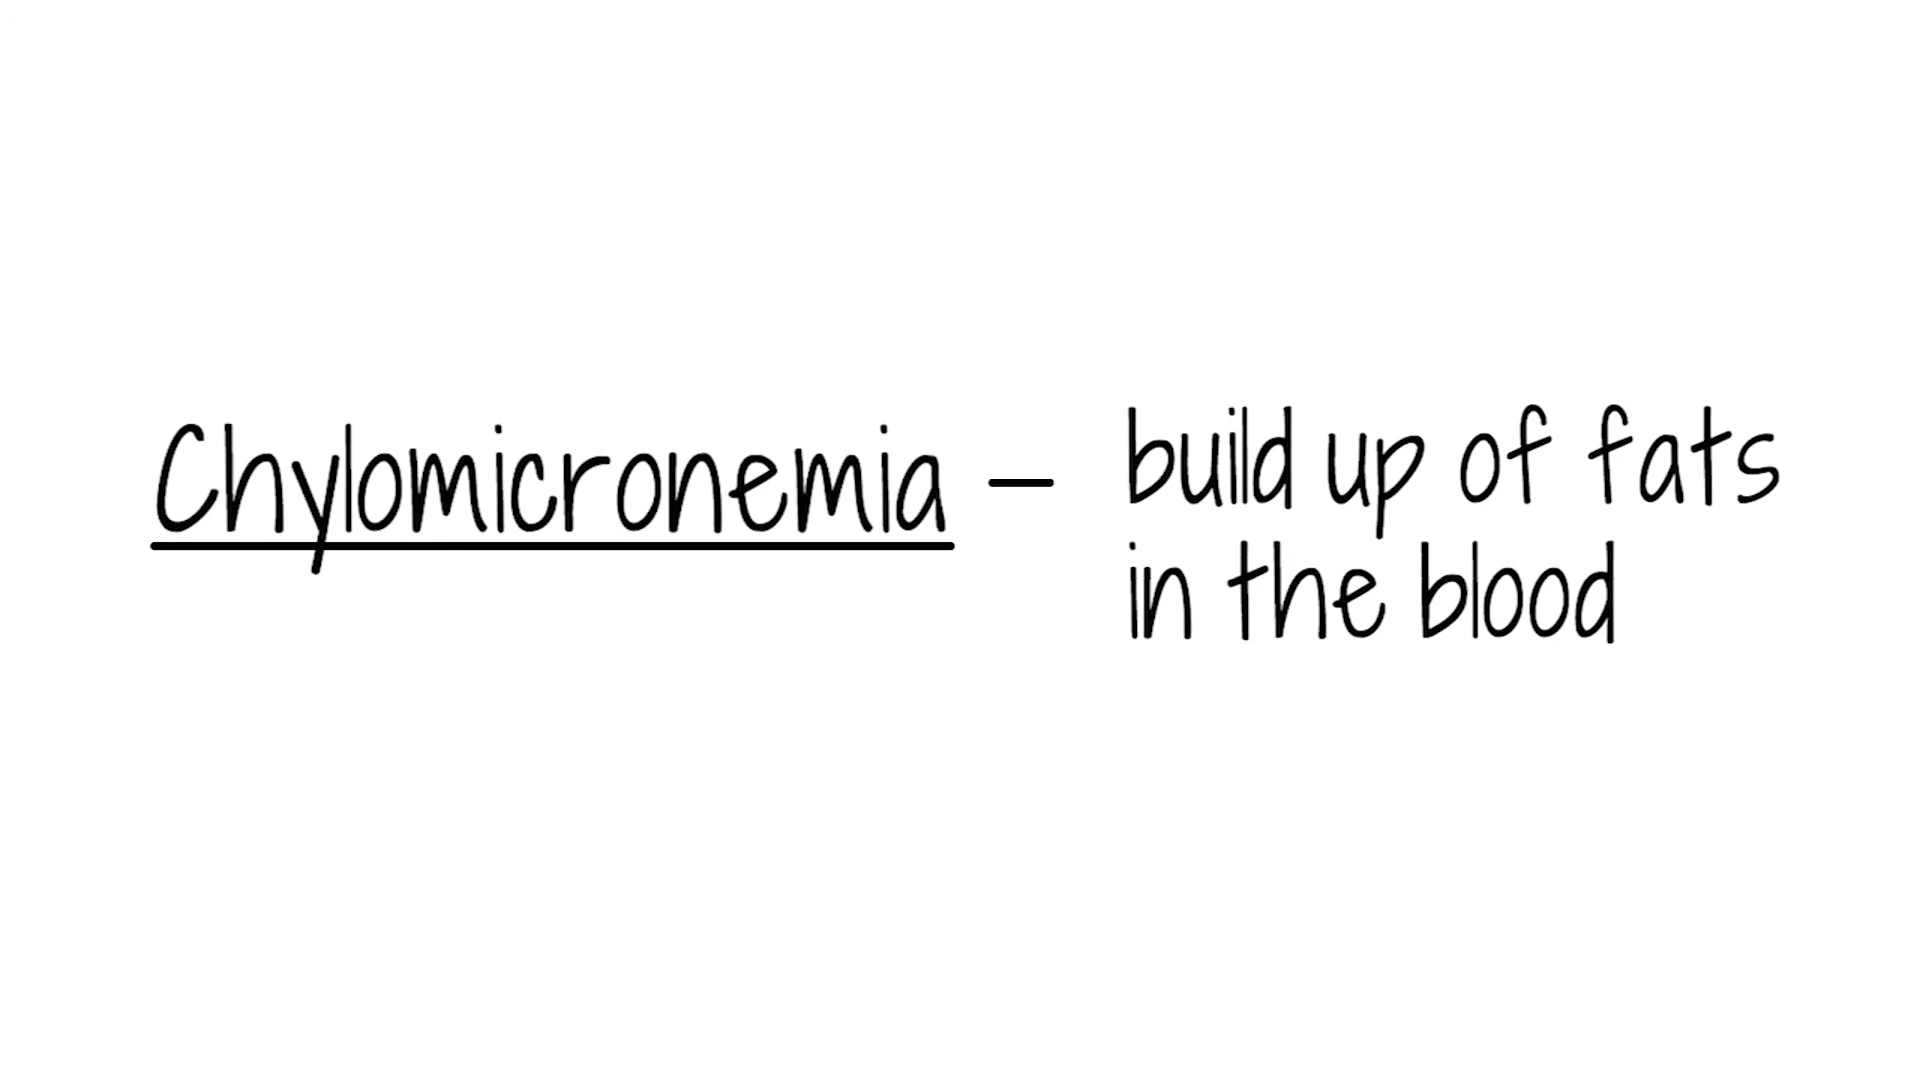 Chylomicronemia – build up of fats
in the blood